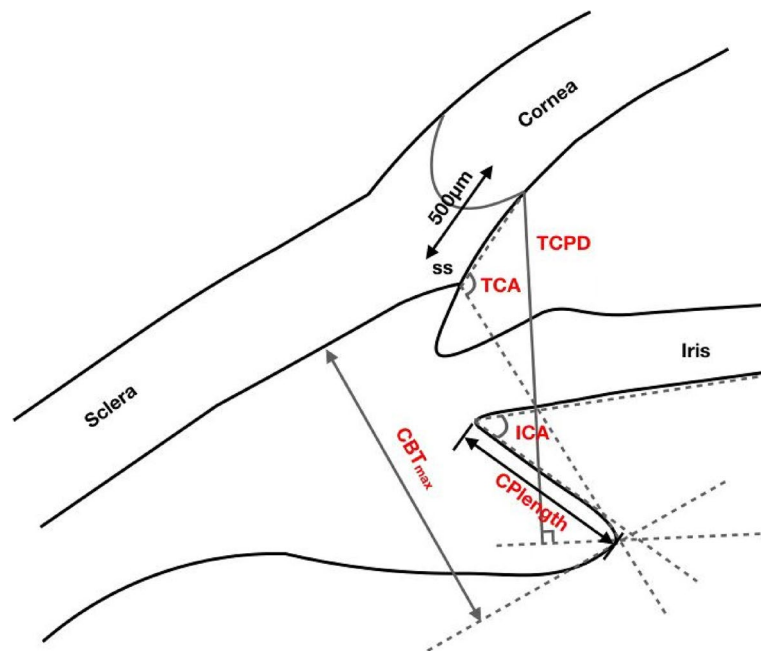 Cornea
500μm
TCPD
ss
TCA
Iris
Sclera
CBTmax
ICA
CPlength